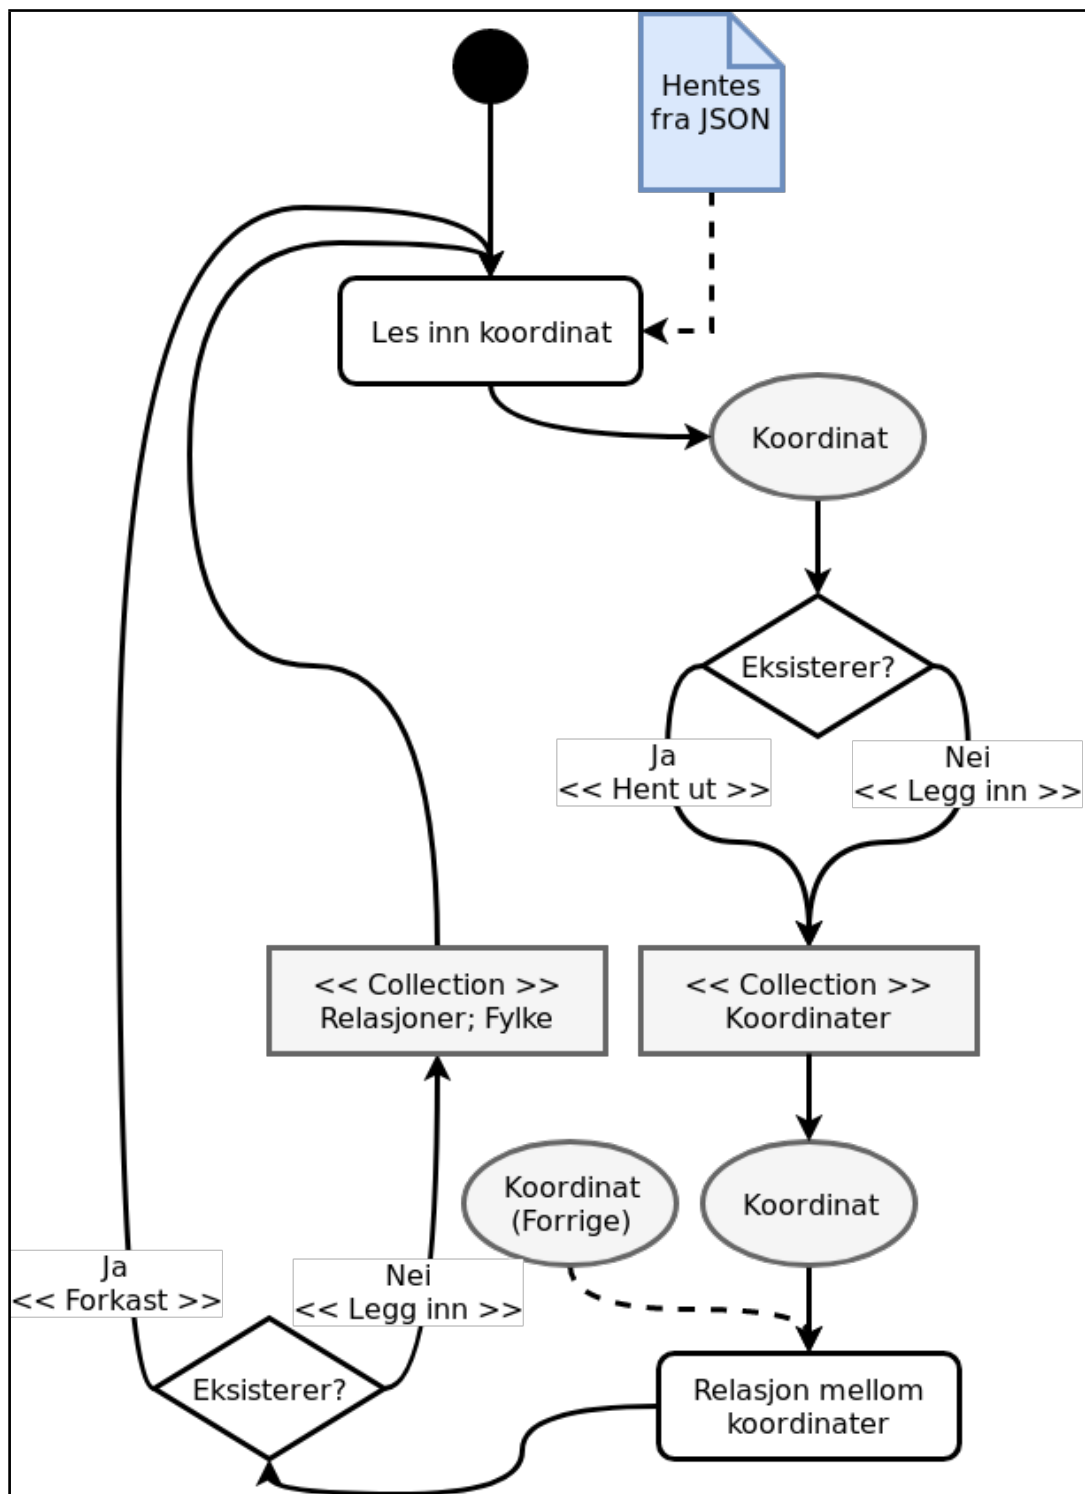 Hentes
fra JSON
Les inn koordinat
Koordinat
Eksisterer?
Ja
<< Hent ut >>
Nei
<< Legg inn >>
<< Collection >>
Relasjoner; Fylke
<< Collection >>
Koordinater
Koordinat
(Forrige)
Koordinat
Ja
<< Forkast >>
Nei
<< Legg inn >>
Eksisterer?
Relasjon mellom
koordinater